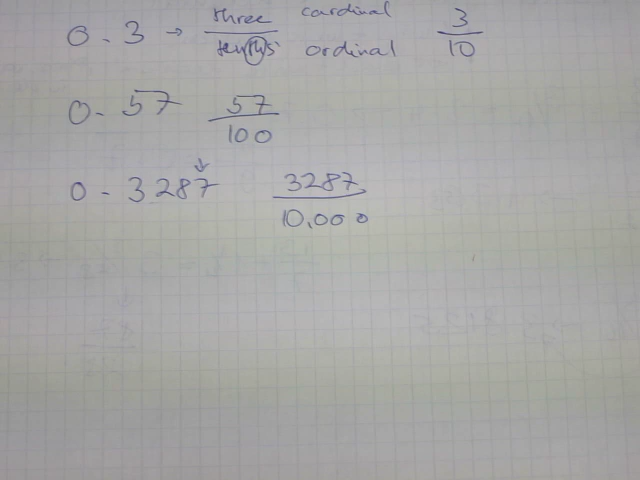 0.3 → three cardinal 3
tenths ordinal 10
0.57 57
100
0.3287 3287
10,000